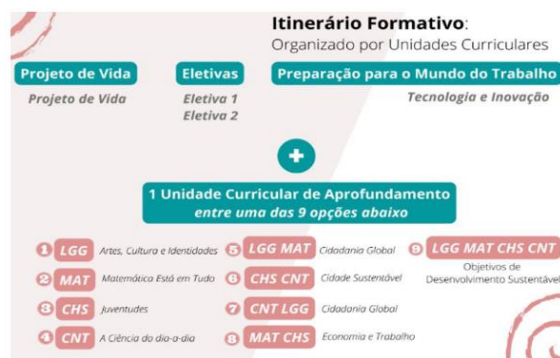 Itinerário Formativo:
Organizado por Unidades Curriculares
Projeto de Vida
Projeto de Vida
Eletivas
Eletiva 1
Eletiva 2
Preparação para o Mundo do Trabalho
Tecnologia e Inovação
+
1 Unidade Curricular de Aprofundamento
entre uma das 9 opções abaixo
1 LGG Artes, Cultura e Identidades
2 MAT Matemática Está em Tudo
3 CHS Juventudes
4 CNT A Ciência do dia-a-dia
5 LGG MAT Cidadania Global
6 CHS CNT Cidade Sustentável
7 CNT LGG Cidadania Global
8 MAT CHS Economia e Trabalho
9 LGG MAT CHS CNT
Objetivos de
Desenvolvimento Sustentável